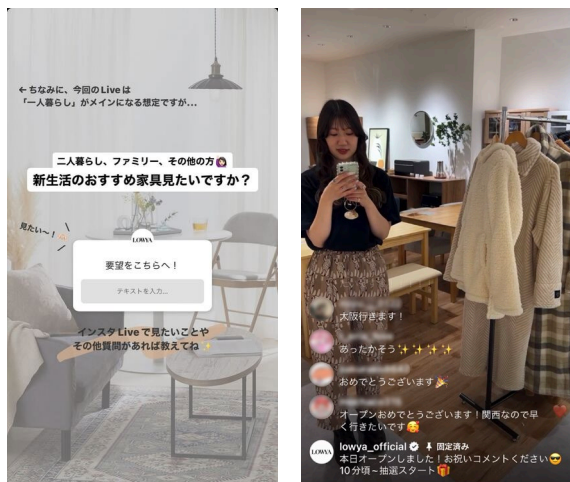 ← ちなみに、今回のLiveは
「一人暮らし」がメインになる想定ですが...
二人暮らし、ファミリー、その他の方🙆🏻‍♀️
新生活のおすすめ家具見たいですか？
見たい〜！
LOWYA
要望をこちらへ！
テキストを入力...
インスタLiveで見たいことや
その他質問があれば教えてね✨
大阪行きます！
あったかそう✨✨✨✨
おめでとうございます🎉
オープンおめでとうございます！関西なので早
く行きたいです🥰
LOWYA
lowya_official 固定済み
本日オープンしました！お祝いコメントください😎
10分頃~抽選スタート🎁